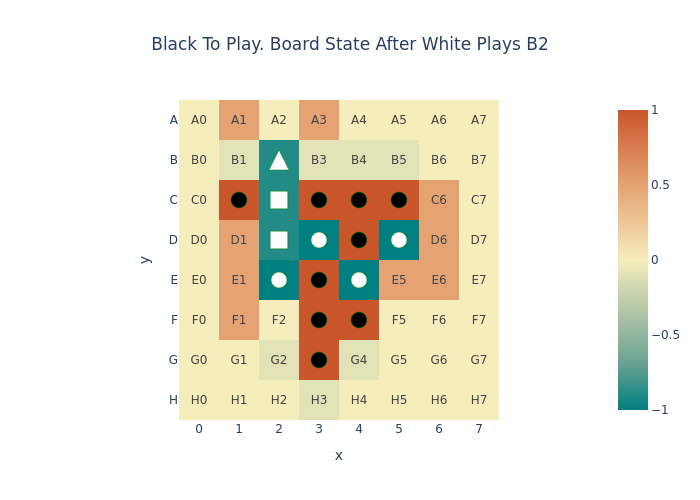 Black To Play. Board State After White Plays B2
A A0 A1 A2 A3 A4 A5 A6 A7
B B0 B1 B3 B4 B5 B6 B7
C C0 C6 C7
D D0 D1 D6 D7
E E0 E1 E5 E6 E7
F F0 F1 F2 F5 F6 F7
G G0 G1 G2 G4 G5 G6 G7
H H0 H1 H2 H3 H4 H5 H6 H7
0 1 2 3 4 5 6 7
x
y
1
0.5
0
−0.5
−1